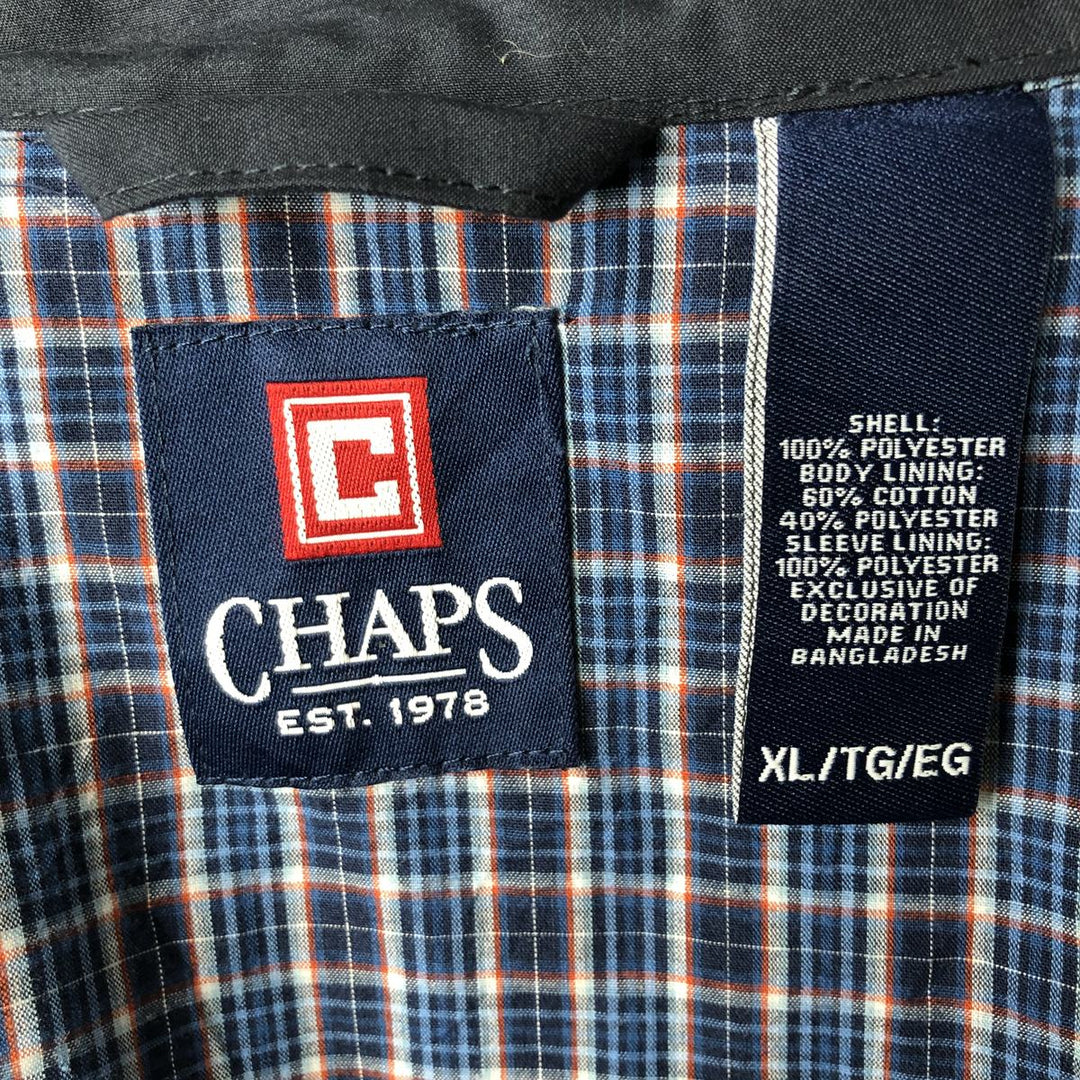 C
CHAPS
EST. 1978
SHELL:
100% POLYESTER
BODY LINING:
60% COTTON
40% POLYESTER
SLEEVE LINING:
100% POLYESTER
EXCLUSIVE OF
DECORATION
MADE IN
BANGLADESH
XL/TG/EG